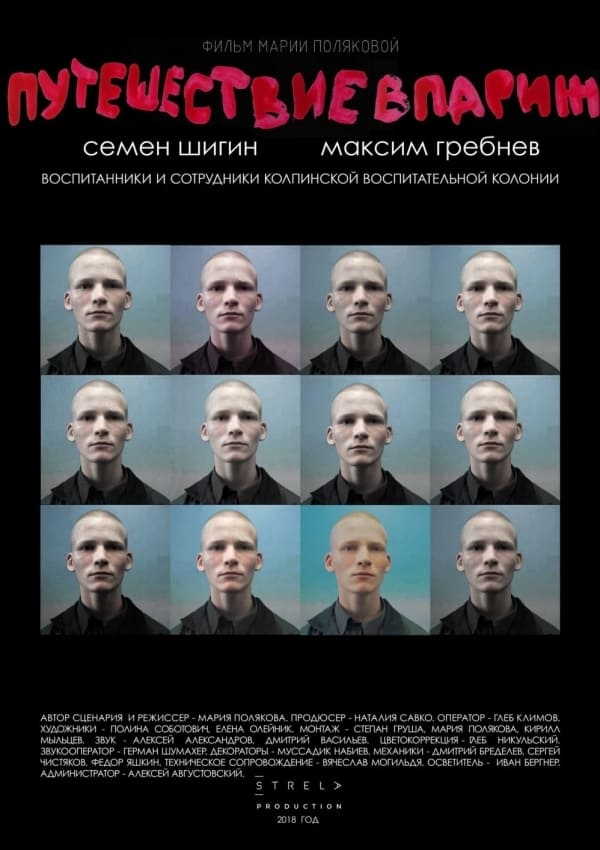 ФИЛЬМ МАРИИ ПОЛЯКОВОЙ
ПУТЕШЕСТВИЕ В ПАРИЖ
семен шигин максим гребнев
ВОСПИТАННИКИ И СОТРУДНИКИ КОЛПИНСКОЙ ВОСПИТАТЕЛЬНОЙ КОЛОНИИ
АВТОР СЦЕНАРИЯ И РЕЖИССЕР - МАРИЯ ПОЛЯКОВА. ПРОДЮСЕР - НАТАЛИЯ САВКО. ОПЕРАТОР - ГЛЕБ КЛИМОВ.
ХУДОЖНИКИ - ПОЛИНА СОБОТОВИЧ, ЕЛЕНА ОЛЕЙНИК. МОНТАЖ - СТЕПАН ГРУША, МАРИЯ ПОЛЯКОВА, КИРИЛЛ
МЫЛЬЦЕВ. ЗВУК - АЛЕКСЕЙ АЛЕКСАНДРОВ, ДМИТРИЙ ВАСИЛЬЕВ. ЦВЕТОКОРРЕКЦИЯ - ГЛЕБ НИКУЛЬСКИЙ.
ЗВУКООПЕРАТОР - ГЕРМАН ШУМАХЕР. ДЕКОРАТОРЫ - МУССАДИК НАБИЕВ. МЕХАНИКИ - ДМИТРИЙ БРЕДЕЛЕВ, СЕРГЕЙ
ЧИСТЯКОВ, ФЕДОР ЯШКИН. ТЕХНИЧЕСКОЕ СОПРОВОЖДЕНИЕ - ВЯЧЕСЛАВ МОГИЛЬДЯ. ОСВЕТИТЕЛЬ - ИВАН БЕРГНЕР.
АДМИНИСТРАТОР - АЛЕКСЕЙ АВГУСТОВСКИЙ.
STRELA
PRODUCTION
2018 ГОД